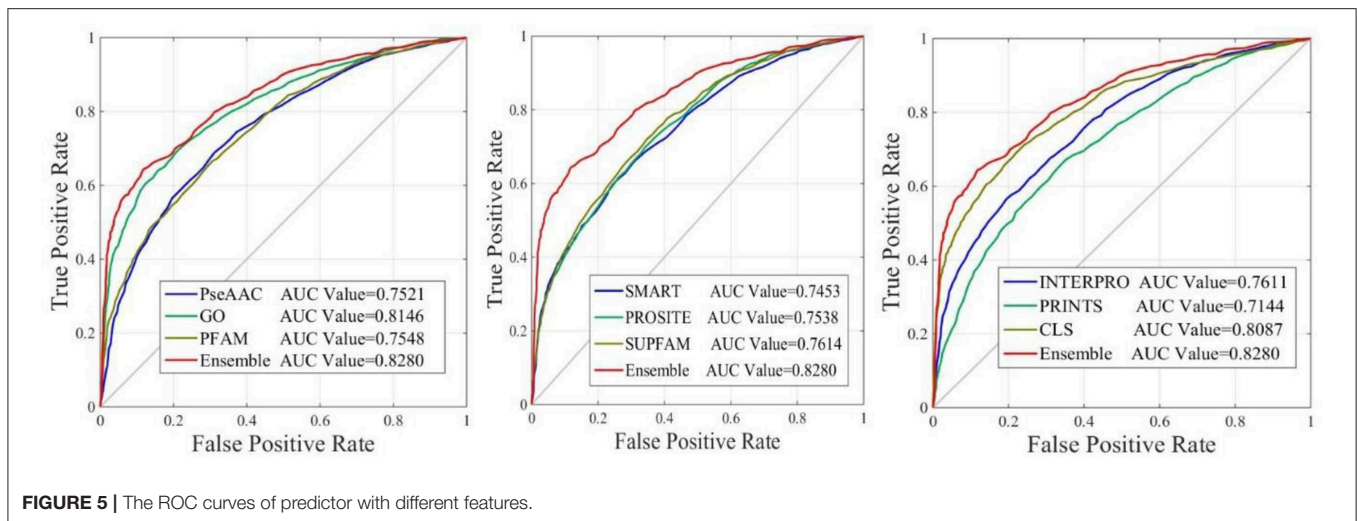 True Positive Rate
1
0.8
0.6
0.4
0.2
0
PseAAC AUC Value=0.7521
GO AUC Value=0.8146
PFAM AUC Value=0.7548
Ensemble AUC Value=0.8280
0 0.2 0.4 0.6 0.8 1
False Positive Rate
True Positive Rate
1
0.8
0.6
0.4
0.2
0
SMART AUC Value=0.7453
PROSITE AUC Value=0.7538
SUPFAM AUC Value=0.7614
Ensemble AUC Value=0.8280
0 0.2 0.4 0.6 0.8 1
False Positive Rate
True Positive Rate
1
0.8
0.6
0.4
0.2
0
INTERPRO AUC Value=0.7611
PRINTS AUC Value=0.7144
CLS AUC Value=0.8087
Ensemble AUC Value=0.8280
0 0.2 0.4 0.6 0.8 1
False Positive Rate
FIGURE 5 | The ROC curves of predictor with different features.